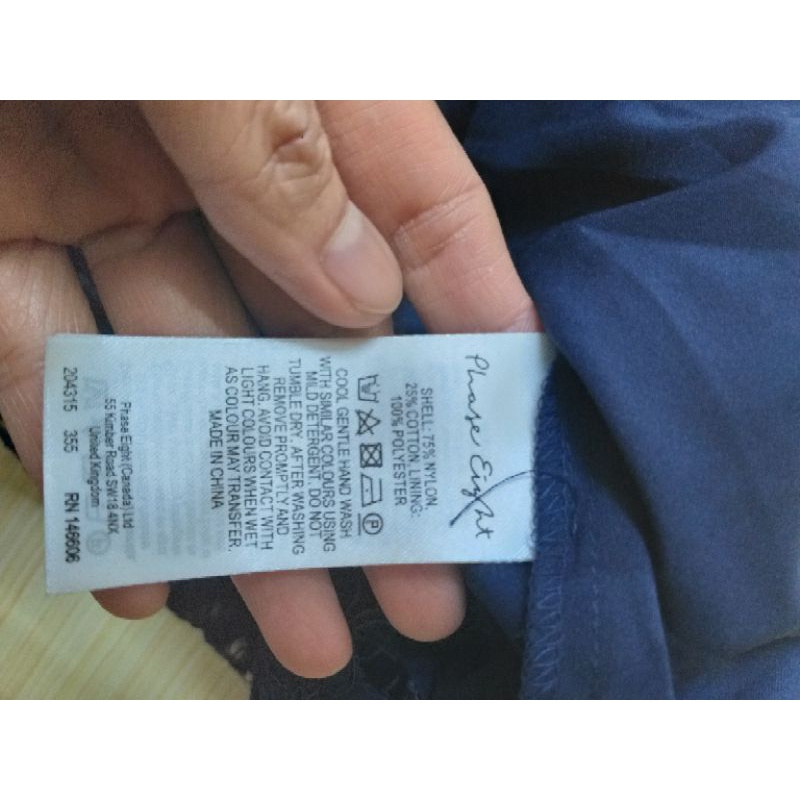 Phase Eight
SHELL: 75% NYLON,
25% COTTON. LINING:
100% POLYESTER
COOL GENTLE HAND WASH
WITH SIMILAR COLOURS USING
MILD DETERGENT. DO NOT
TUMBLE DRY. AFTER WASHING
REMOVE PROMPTLY AND
HANG. AVOID CONTACT WITH
LIGHT COLOURS WHEN WET
AS COLOUR MAY TRANSFER.
MADE IN CHINA
Phase Eight (Canada) Ltd
55 Kimber Road SW18 4NX
United Kingdom
204315 355 RN 146606